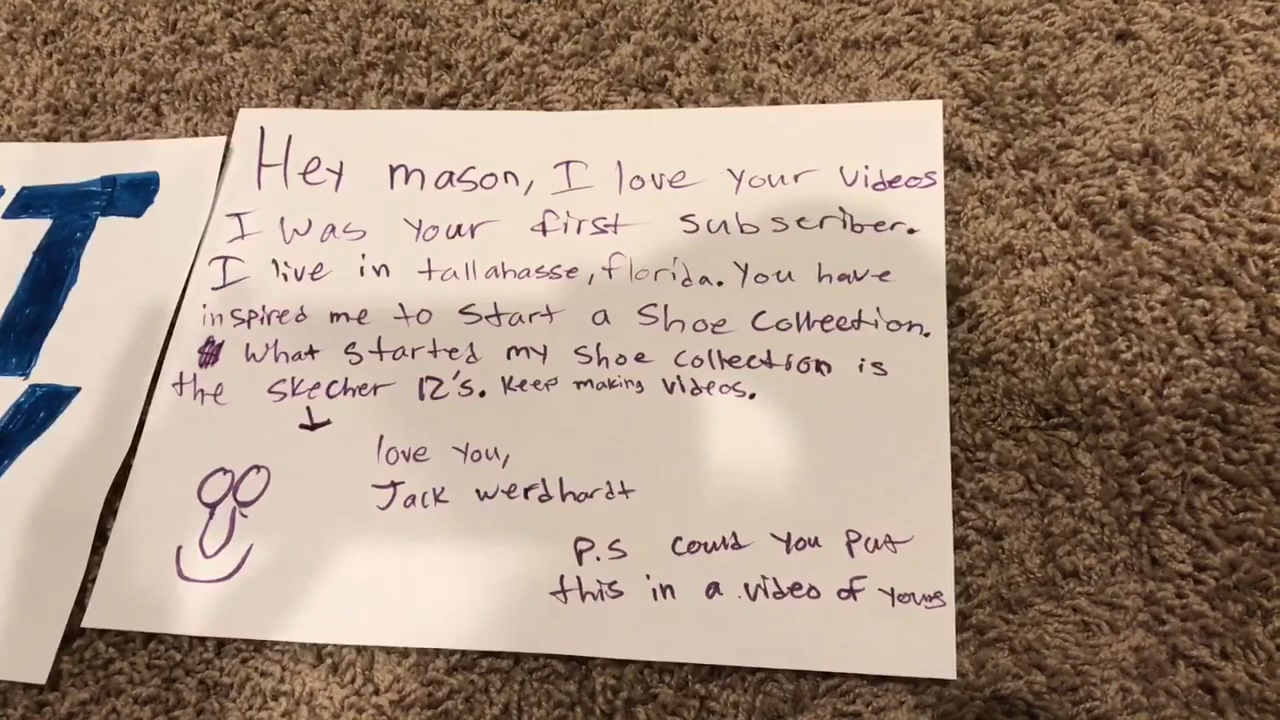 T
Hey mason, I love your videos
I was your first subscriber.
I live in tallahasse, florida. You have
inspired me to start a Shoe Collection.
What started my shoe collection is
the skecher 12's. Keep making videos.
love you,
Jack werdhardt
P.S could you put
this in a video of yours